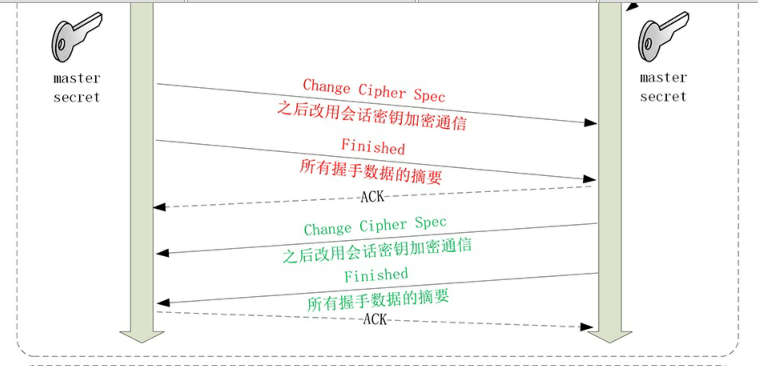 master
secret
master
secret
Change Cipher Spec
之后改用会话密钥加密通信
Finished
所有握手数据的摘要
ACK
Change Cipher Spec
之后改用会话密钥加密通信
Finished
所有握手数据的摘要
ACK